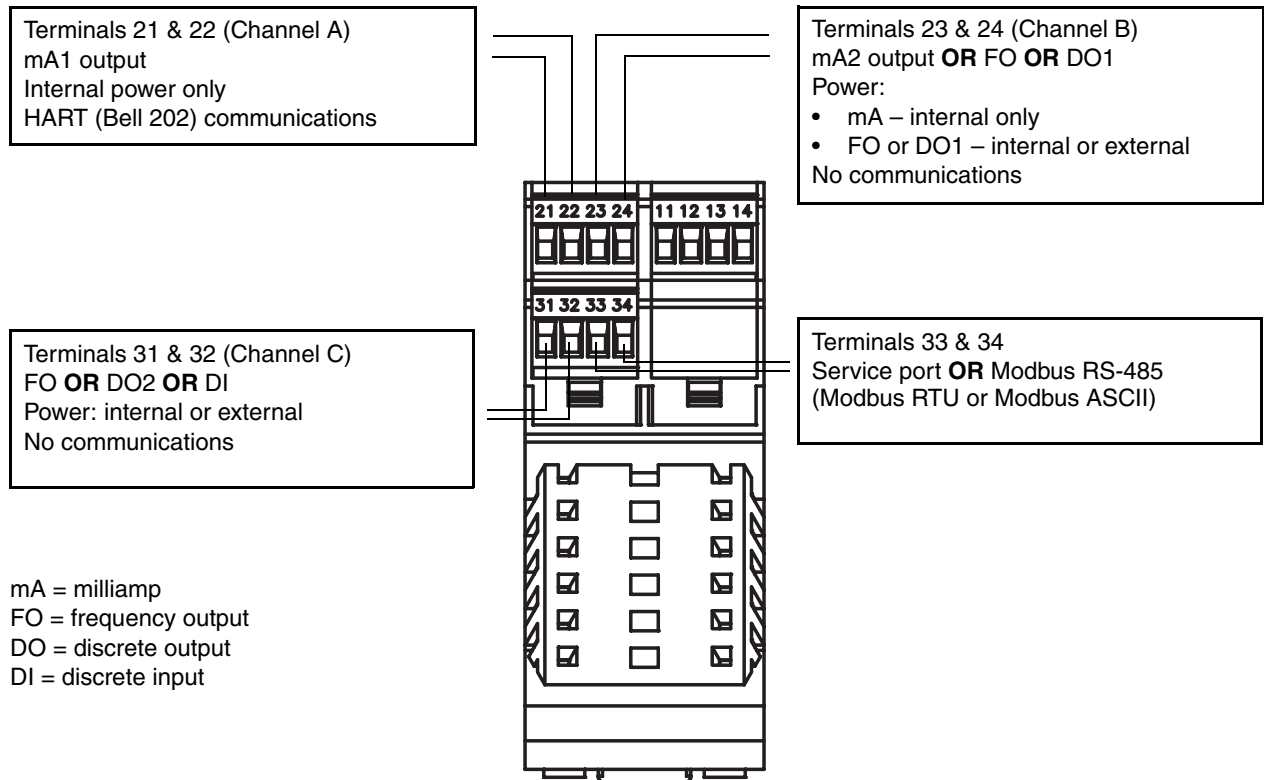 Terminals 21 & 22 (Channel A)
mA1 output
Internal power only
HART (Bell 202) communications
Terminals 23 & 24 (Channel B)
mA2 output OR FO OR DO1
Power:
• mA – internal only
• FO or DO1 – internal or external
No communications
21 22 23 24 11 12 13 14
31 32 33 34
Terminals 31 & 32 (Channel C)
FO OR DO2 OR DI
Power: internal or external
No communications
Terminals 33 & 34
Service port OR Modbus RS-485
(Modbus RTU or Modbus ASCII)
mA = milliamp
FO = frequency output
DO = discrete output
DI = discrete input